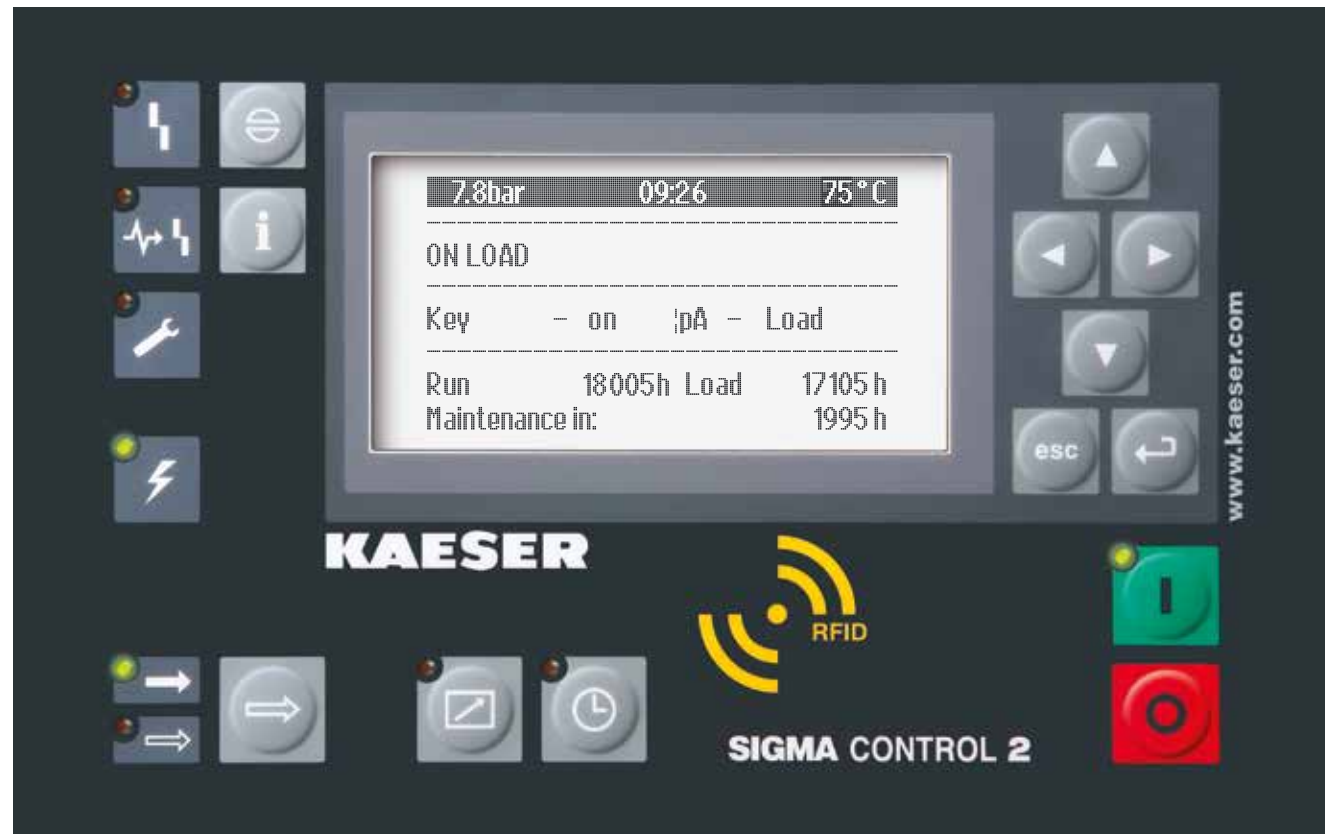 7.8bar 09:26 75°C
ON LOAD
Key - on ¦pA - Load
Run 18005h Load 17105h
Maintenance in: 1995h
i
esc
www.kaeser.com
KAESER
RFID
SIGMA CONTROL 2